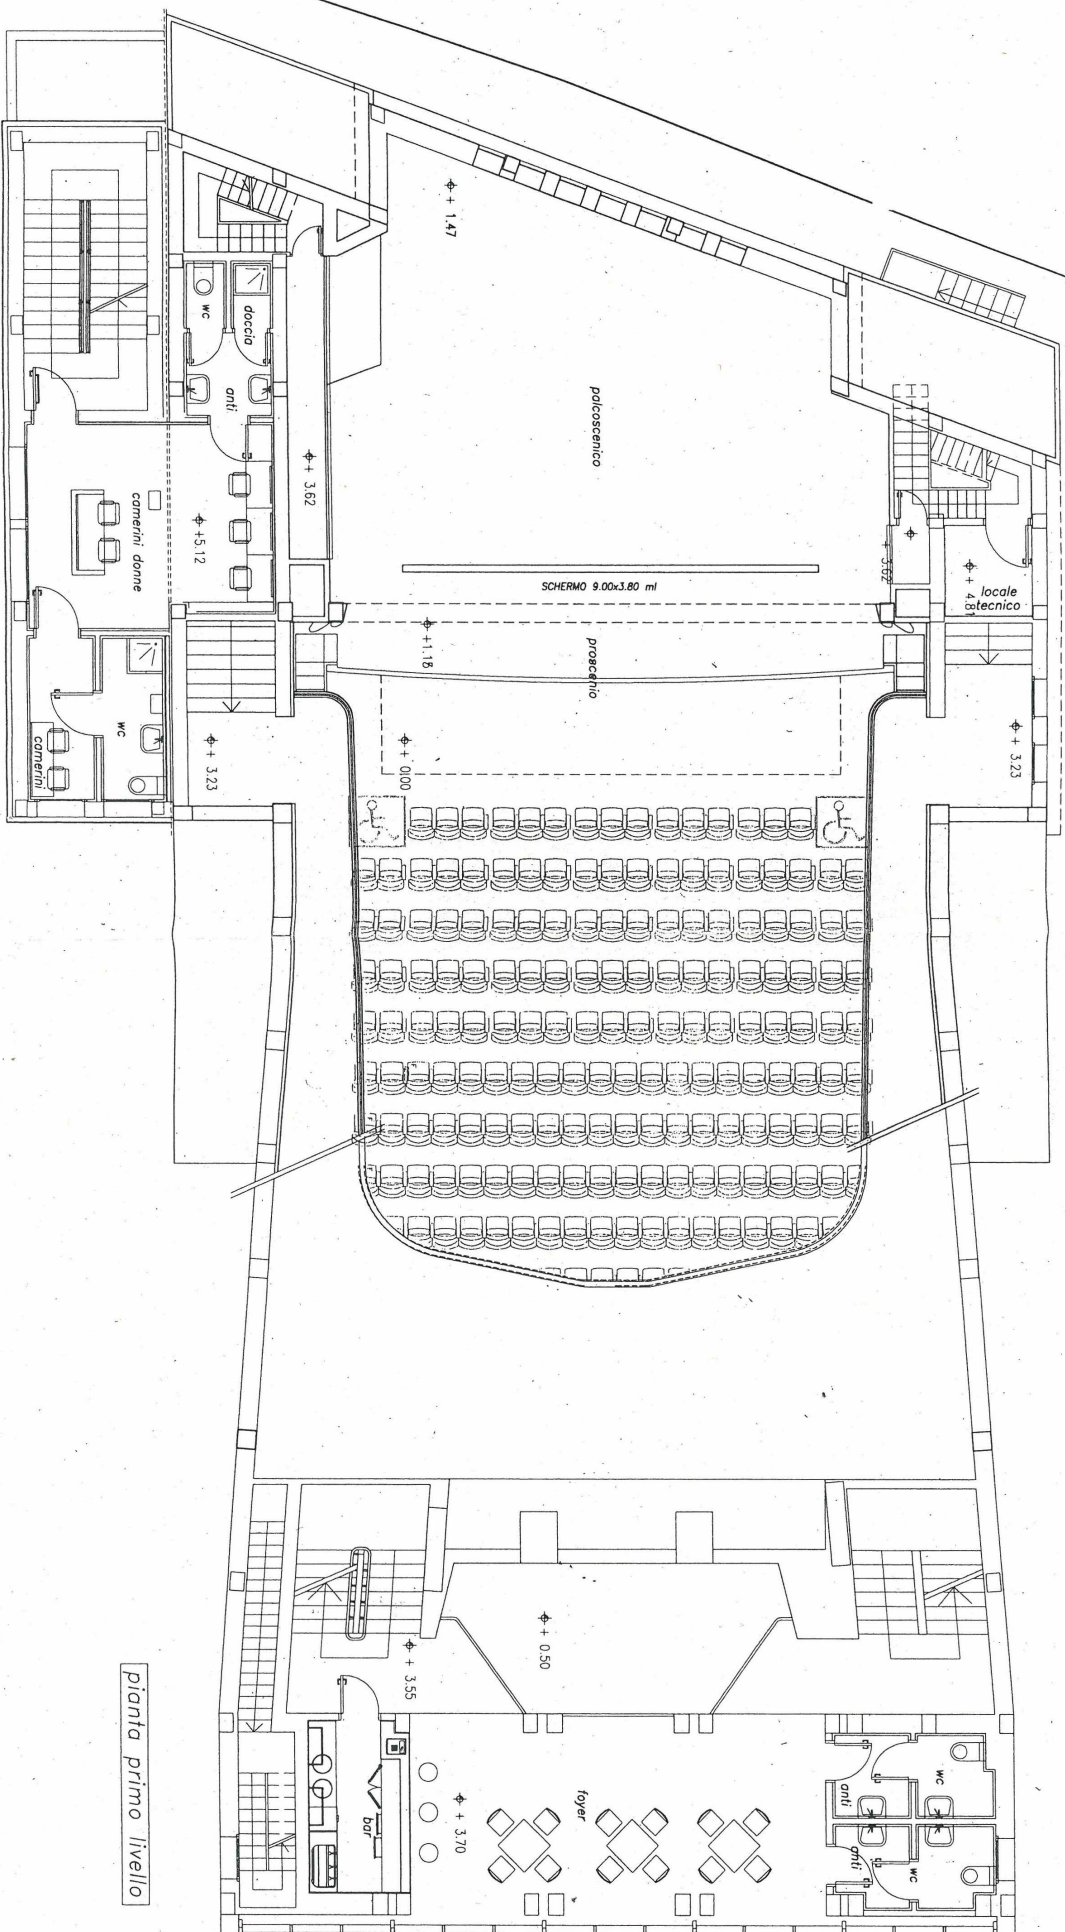 + 1.47
wc
doccia
anti
palcoscenico
+ 3.62
+5.12
camerini donne
SCHERMO 9.00x3.80 ml
+ 3.62
+ 4.81
locale
tecnico
+1.18
proscenio
wc
camerini
+ 3.23
+ 0.00
+ 3.23
+ 0.50
+ 3.55
pianta primo livello
bar
+ 3.70
foyer
wc
anti
anti
wc